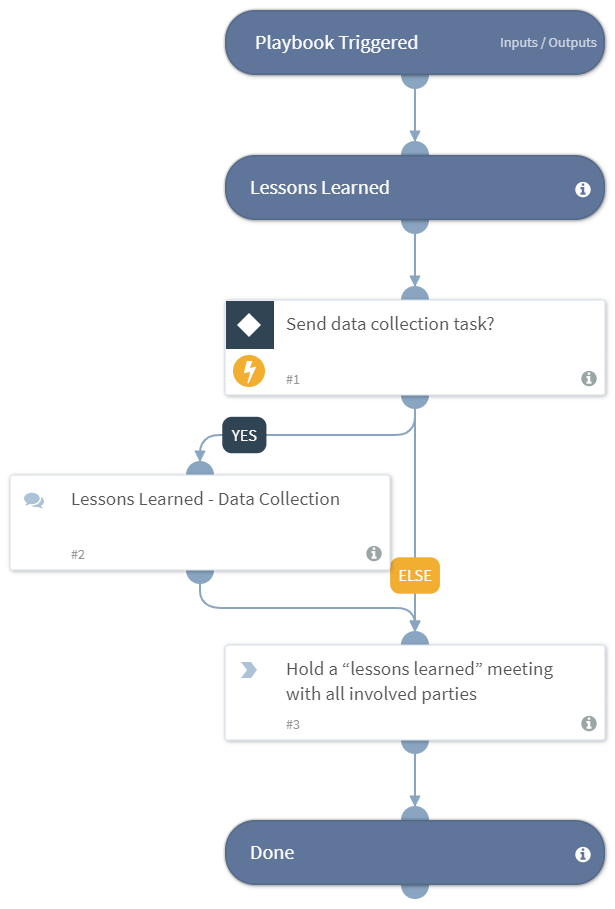 Playbook Triggered
Inputs / Outputs
Lessons Learned
Send data collection task?
#1
YES
Lessons Learned - Data Collection
#2
ELSE
Hold a “lessons learned” meeting
with all involved parties
#3
Done